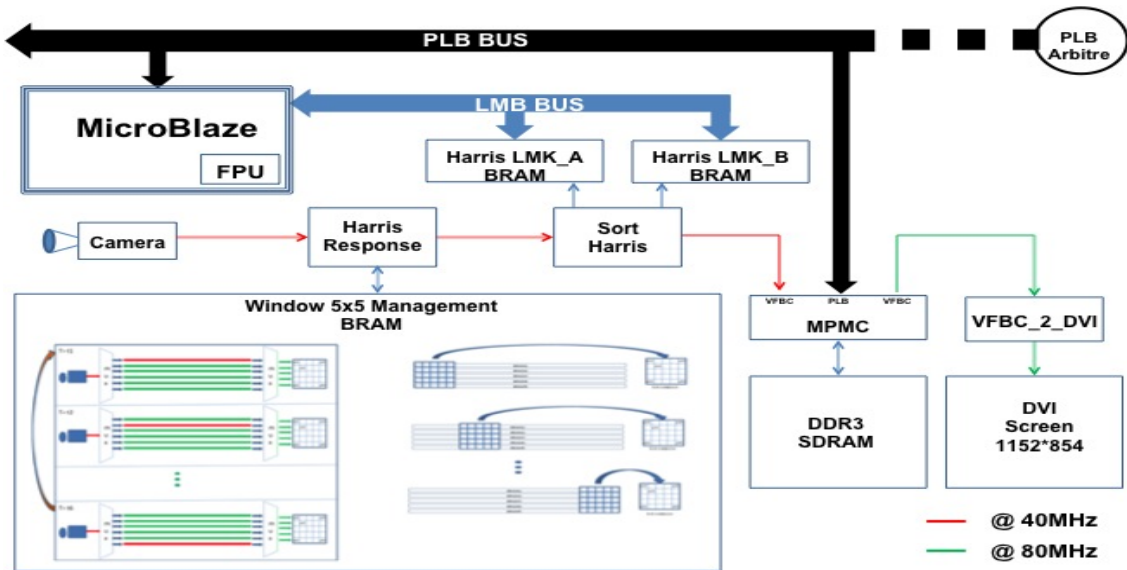 PLB BUS
PLB
Arbitre
MicroBlaze
FPU
LMB BUS
Harris LMK_A
BRAM
Harris LMK_B
BRAM
Camera
Harris
Response
Sort
Harris
VFBC
PLB
VFBC
MPMC
VFBC_2_DVI
Window 5x5 Management
BRAM
DDR3
SDRAM
DVI
Screen
1152*854
@ 40MHz
@ 80MHz